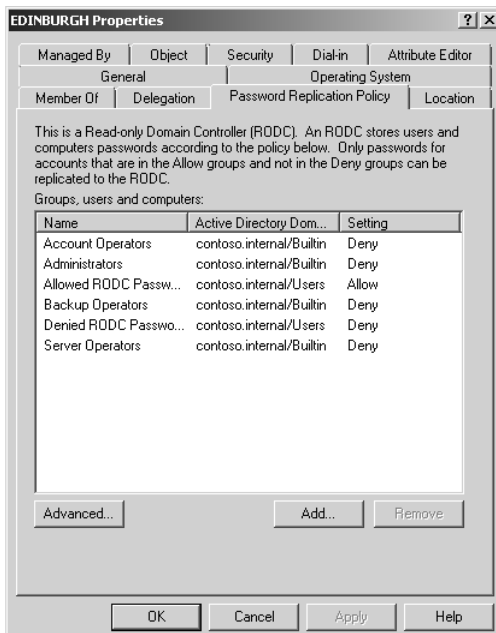 EDINBURGH Properties
? X
Managed By Object Security Dial-in Attribute Editor
General Operating System
Member Of Delegation Password Replication Policy Location
This is a Read-only Domain Controller (RODC). An RODC stores users and
computers passwords according to the policy below. Only passwords for
accounts that are in the Allow groups and not in the Deny groups can be
replicated to the RODC.
Groups, users and computers:
Name Active Directory Dom... Setting
Account Operators contoso.internal/Builtin Deny
Administrators contoso.internal/Builtin Deny
Allowed RODC Passw... contoso.internal/Users Allow
Backup Operators contoso.internal/Builtin Deny
Denied RODC Passwo... contoso.internal/Users Deny
Server Operators contoso.internal/Builtin Deny
Advanced... Add... Remove
OK Cancel Apply Help